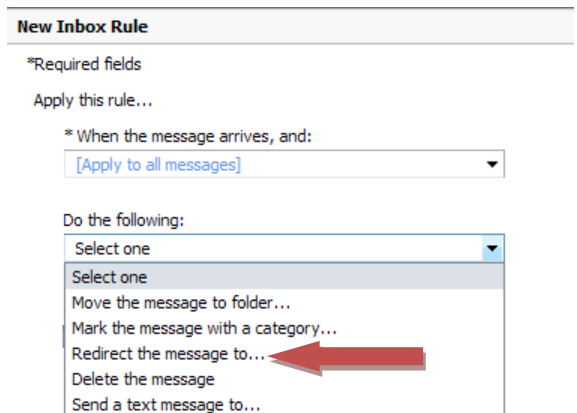 New Inbox Rule
*Required fields
Apply this rule...
* When the message arrives, and:
[Apply to all messages]
Do the following:
Select one
Select one
Move the message to folder...
Mark the message with a category...
Redirect the message to...
Delete the message
Send a text message to...